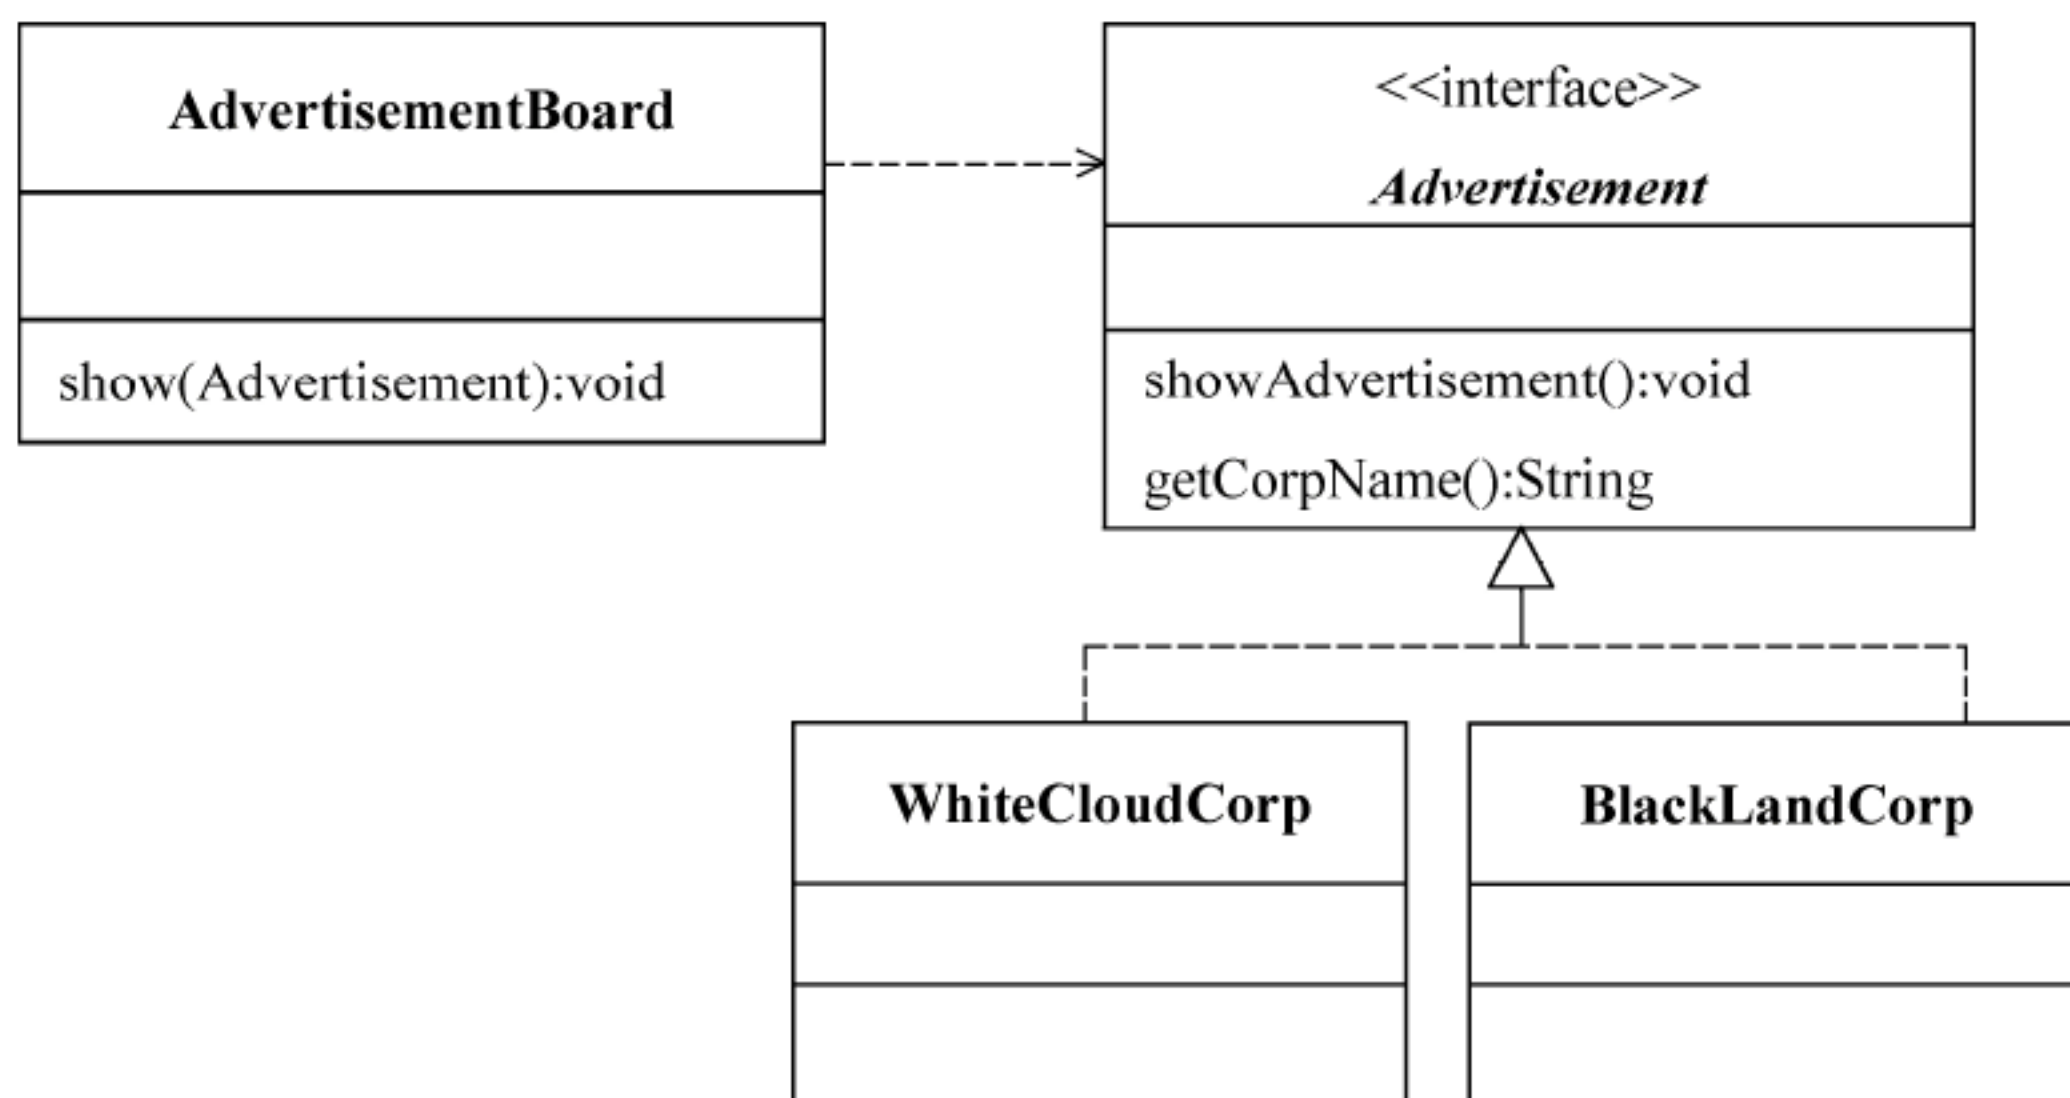 AdvertisementBoard
show(Advertisement):void
<<interface>>
Advertisement
showAdvertisement():void
getCorpName():String
WhiteCloudCorp
BlackLandCorp